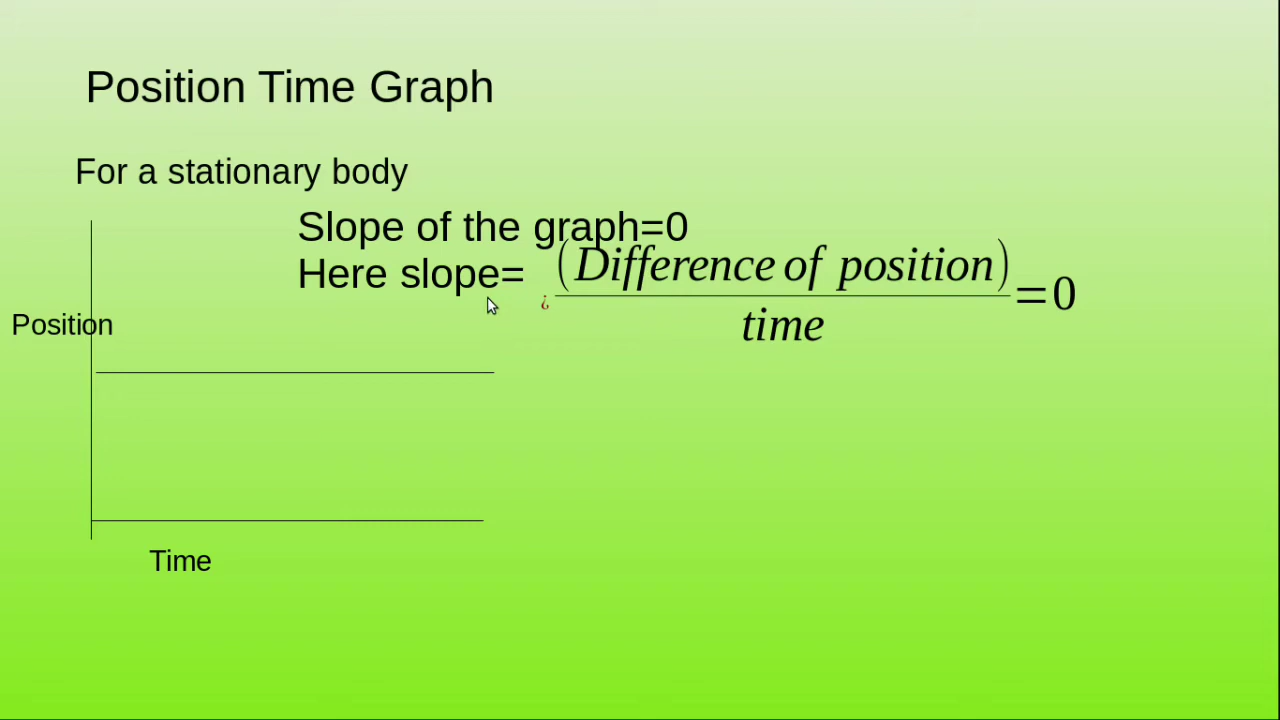 Position Time Graph
For a stationary body
Slope of the graph=0
Here slope= ¿ (Difference of position) / time =0
Position
Time